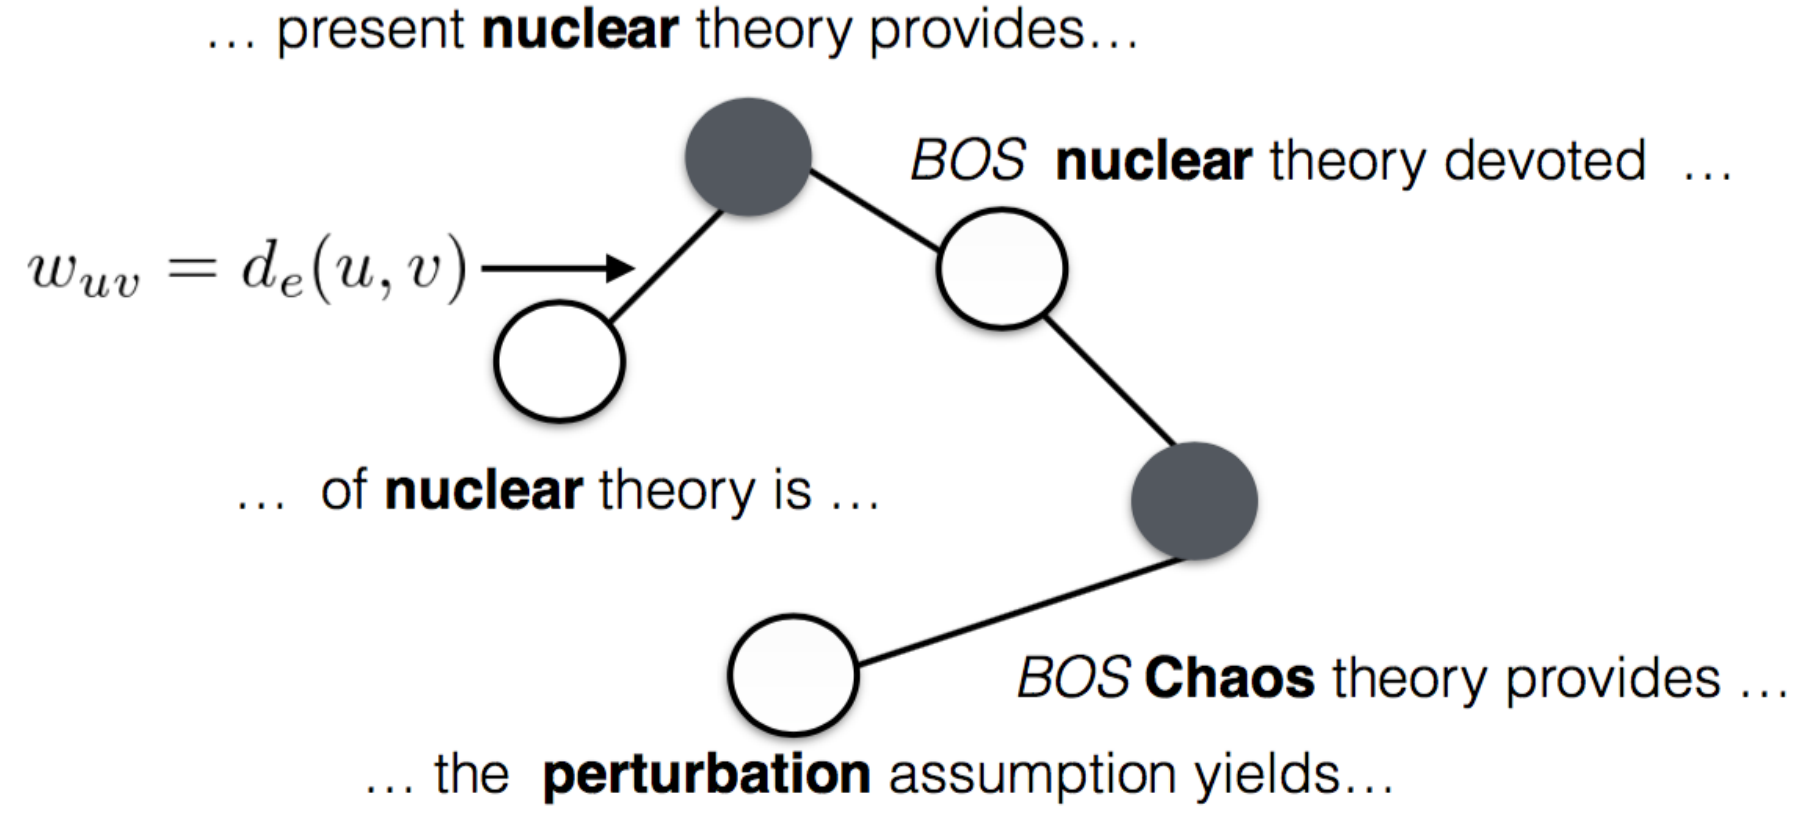 ... present nuclear theory provides...
BOS nuclear theory devoted ...
w_{uv} = d_e(u, v)
... of nuclear theory is ...
BOS Chaos theory provides ...
... the perturbation assumption yields...